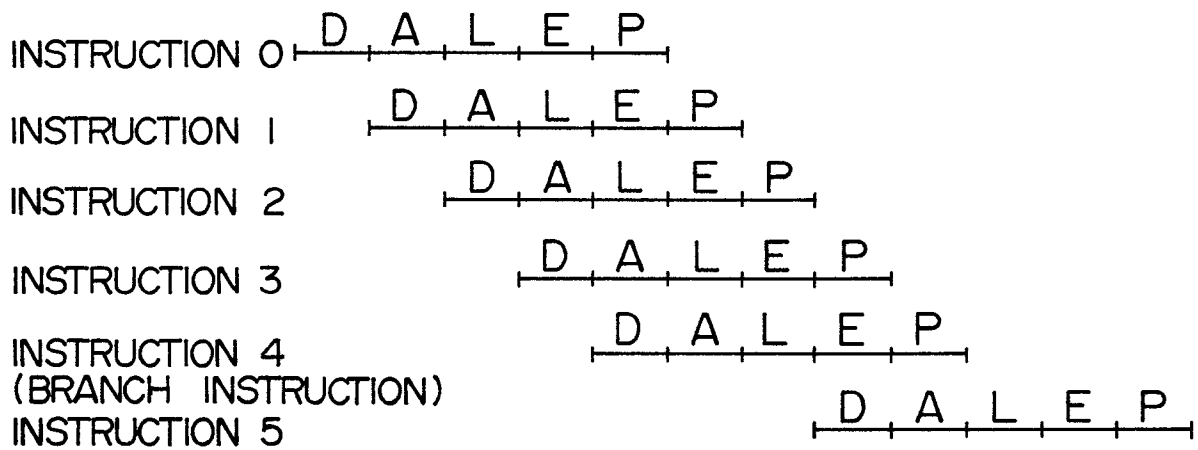 INSTRUCTION 0 D A L E P
INSTRUCTION 1 D A L E P
INSTRUCTION 2 D A L E P
INSTRUCTION 3 D A L E P
INSTRUCTION 4 D A L E P
(BRANCH INSTRUCTION)
INSTRUCTION 5 D A L E P